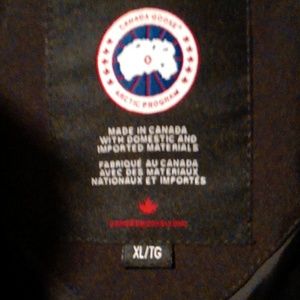 CANADA GOOSE
ARCTIC PROGRAM
MADE IN CANADA
WITH DOMESTIC AND
IMPORTED MATERIALS
FABRIQUÉ AU CANADA
AVEC DES MATERIAUX
NATIONAUX ET IMPORTÉS
XL/TG